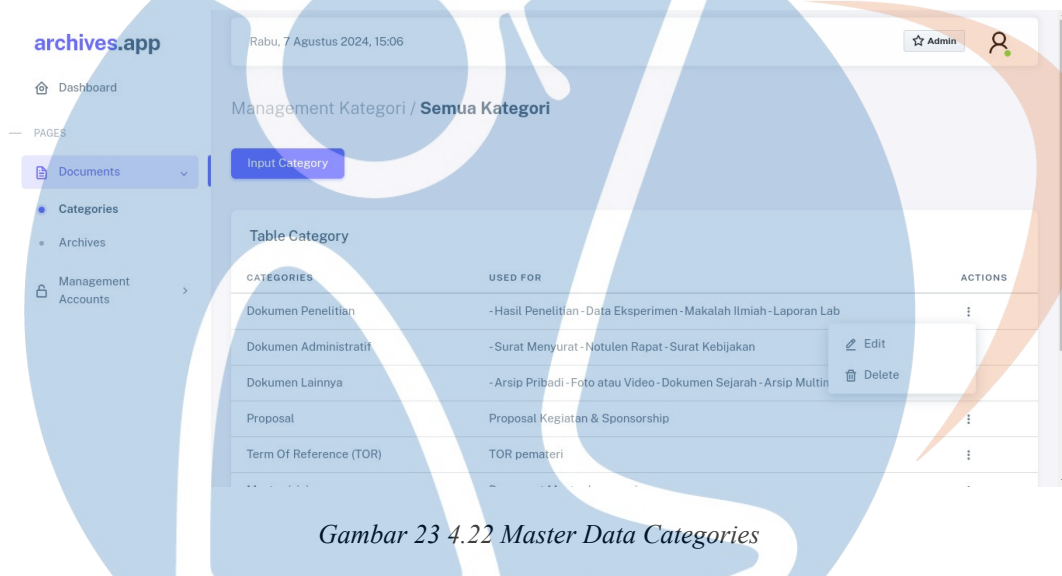 archives.app
Rabu, 7 Agustus 2024, 15:06
Admin
Dashboard
Management Kategori / Semua Kategori
PAGES
Input Category
Documents
Categories
Archives
Management
Accounts
Table Category
CATEGORIES USED FOR ACTIONS
Dokumen Penelitian - Hasil Penelitian - Data Eksperimen - Makalah Ilmiah - Laporan Lab
Dokumen Administratif - Surat Menyurat - Notulen Rapat - Surat Kebijakan
Edit
Dokumen Lainnya - Arsip Pribadi - Foto atau Video - Dokumen Sejarah - Arsip
Delete
Proposal Proposal Kegiatan & Sponsorship
Term Of Reference (TOR) TOR pemateri
Gambar 23 4.22 Master Data Categories